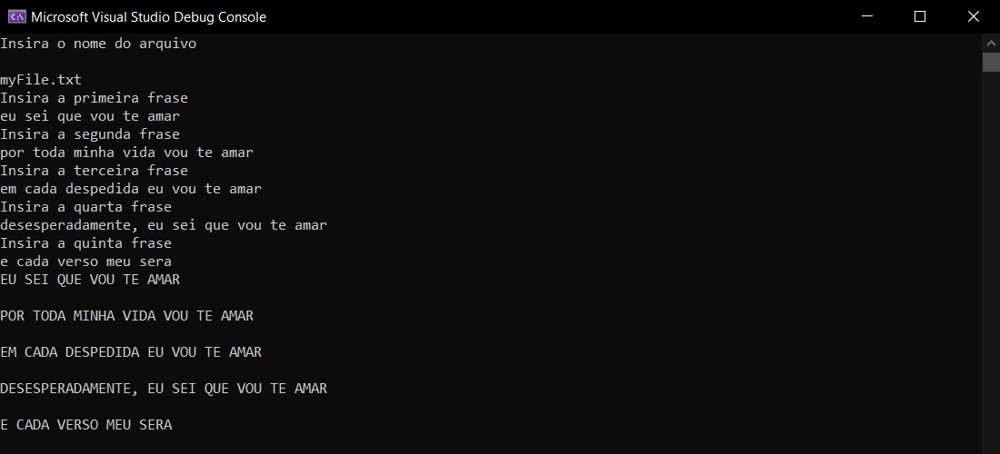 Microsoft Visual Studio Debug Console
Insira o nome do arquivo
myFile.txt
Insira a primeira frase
eu sei que vou te amar
Insira a segunda frase
por toda minha vida vou te amar
Insira a terceira frase
em cada despedida eu vou te amar
Insira a quarta frase
desesperadamente, eu sei que vou te amar
Insira a quinta frase
e cada verso meu sera
EU SEI QUE VOU TE AMAR
POR TODA MINHA VIDA VOU TE AMAR
EM CADA DESPEDIDA EU VOU TE AMAR
DESESPERADAMENTE, EU SEI QUE VOU TE AMAR
E CADA VERSO MEU SERA